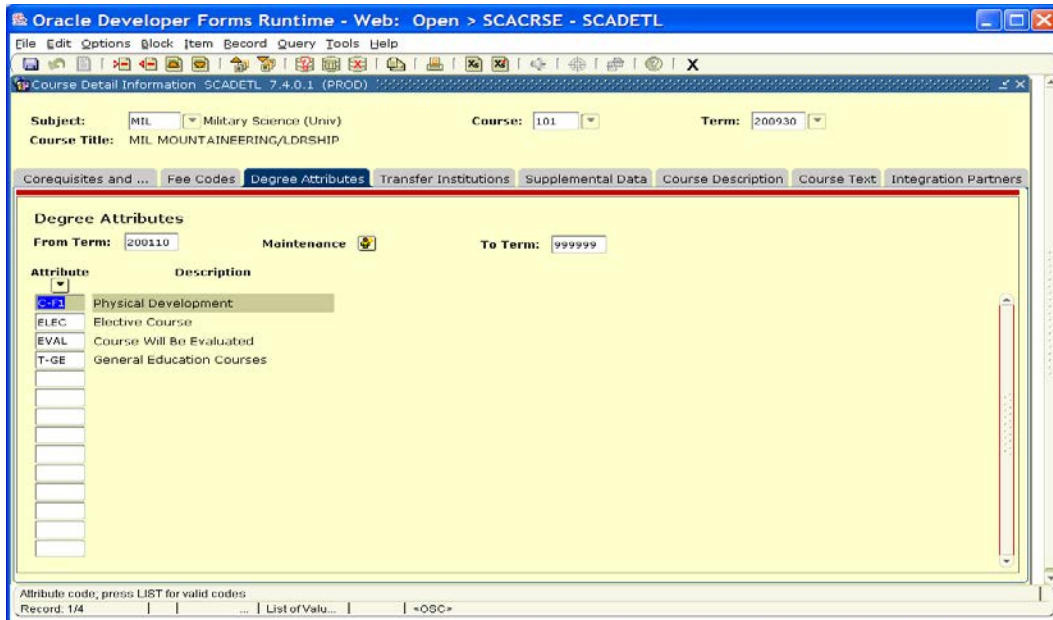 Oracle Developer Forms Runtime - Web: Open > SCACRSE - SCADETL
File Edit Options Block Item Record Query Tools Help
X
Course Detail Information SCADETL 7.4.0.1 (PROD)
Subject: MIL Military Science (Univ) Course: 101 Term: 200930
Course Title: MIL MOUNTAINEERING/LDRSHIP
Corequisites and ... Fee Codes Degree Attributes Transfer Institutions Supplemental Data Course Description Course Text Integration Partners
Degree Attributes
From Term: 200110 Maintenance To Term: 999999
Attribute Description
C-F1 Physical Development
ELEC Elective Course
EVAL Course Will Be Evaluated
T-GE General Education Courses
Attribute code; press LIST for valid codes
Record: 1/4 ... List of Valu... <OSC>